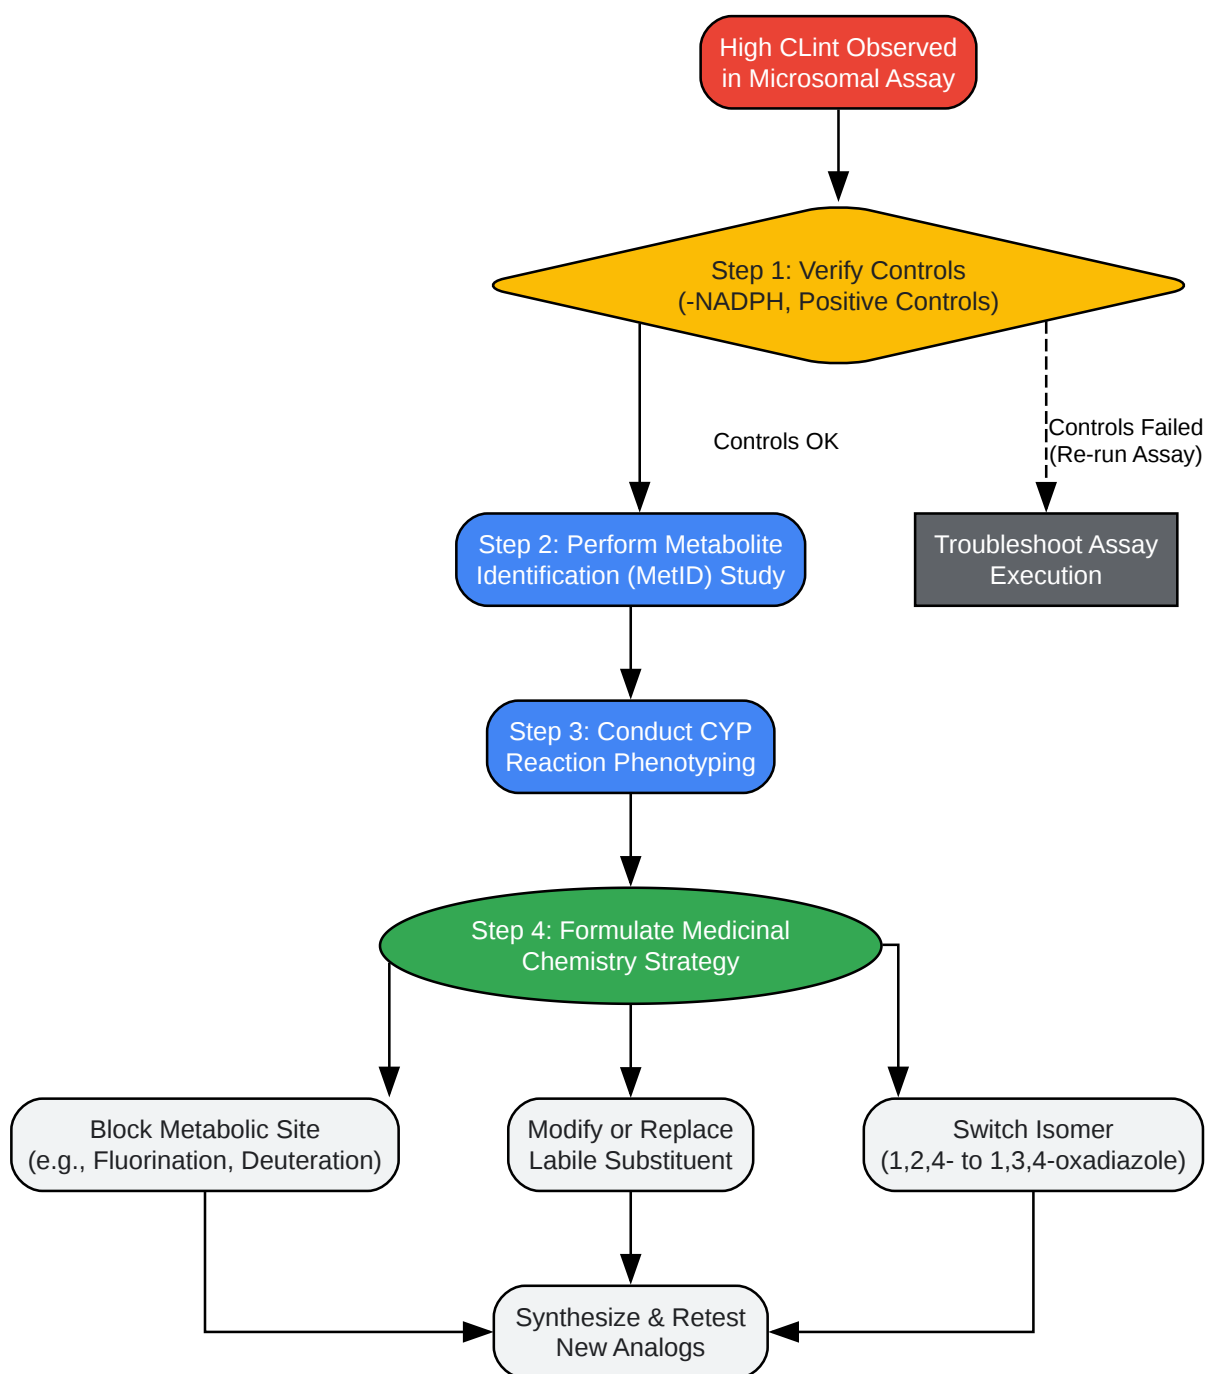 High CLint Observed
in Microsomal Assay
Step 1: Verify Controls
(-NADPH, Positive Controls)
Controls OK
Controls Failed
(Re-run Assay)
Step 2: Perform Metabolite
Identification (MetID) Study
Troubleshoot Assay
Execution
Step 3: Conduct CYP
Reaction Phenotyping
Step 4: Formulate Medicinal
Chemistry Strategy
Block Metabolic Site
(e.g., Fluorination, Deuteration)
Modify or Replace
Labile Substituent
Switch Isomer
(1,2,4- to 1,3,4-oxadiazole)
Synthesize & Retest
New Analogs